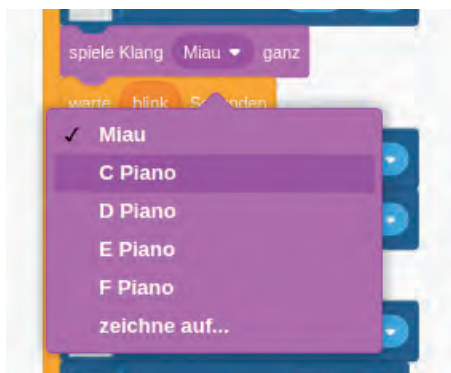 spiele Klang Miau ganz
warte blink Sekunden
✓ Miau
C Piano
D Piano
E Piano
F Piano
zeichne auf...